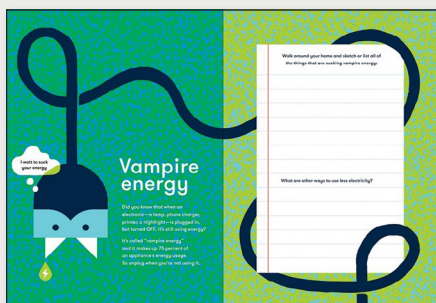 I watt to suck
your energy
Vampire
energy
Did you know that when an
electronic—a lamp, phone charger,
printer, nightlight—is plugged in,
but turned OFF, it's still using energy?
It's called "vampire energy"
and it makes up 75 percent of
an appliance's energy usage.
So unplug when you're not using it.
Walk around your home and sketch or list all of
the things that are sucking vampire energy:
What are other ways to use less electricity?